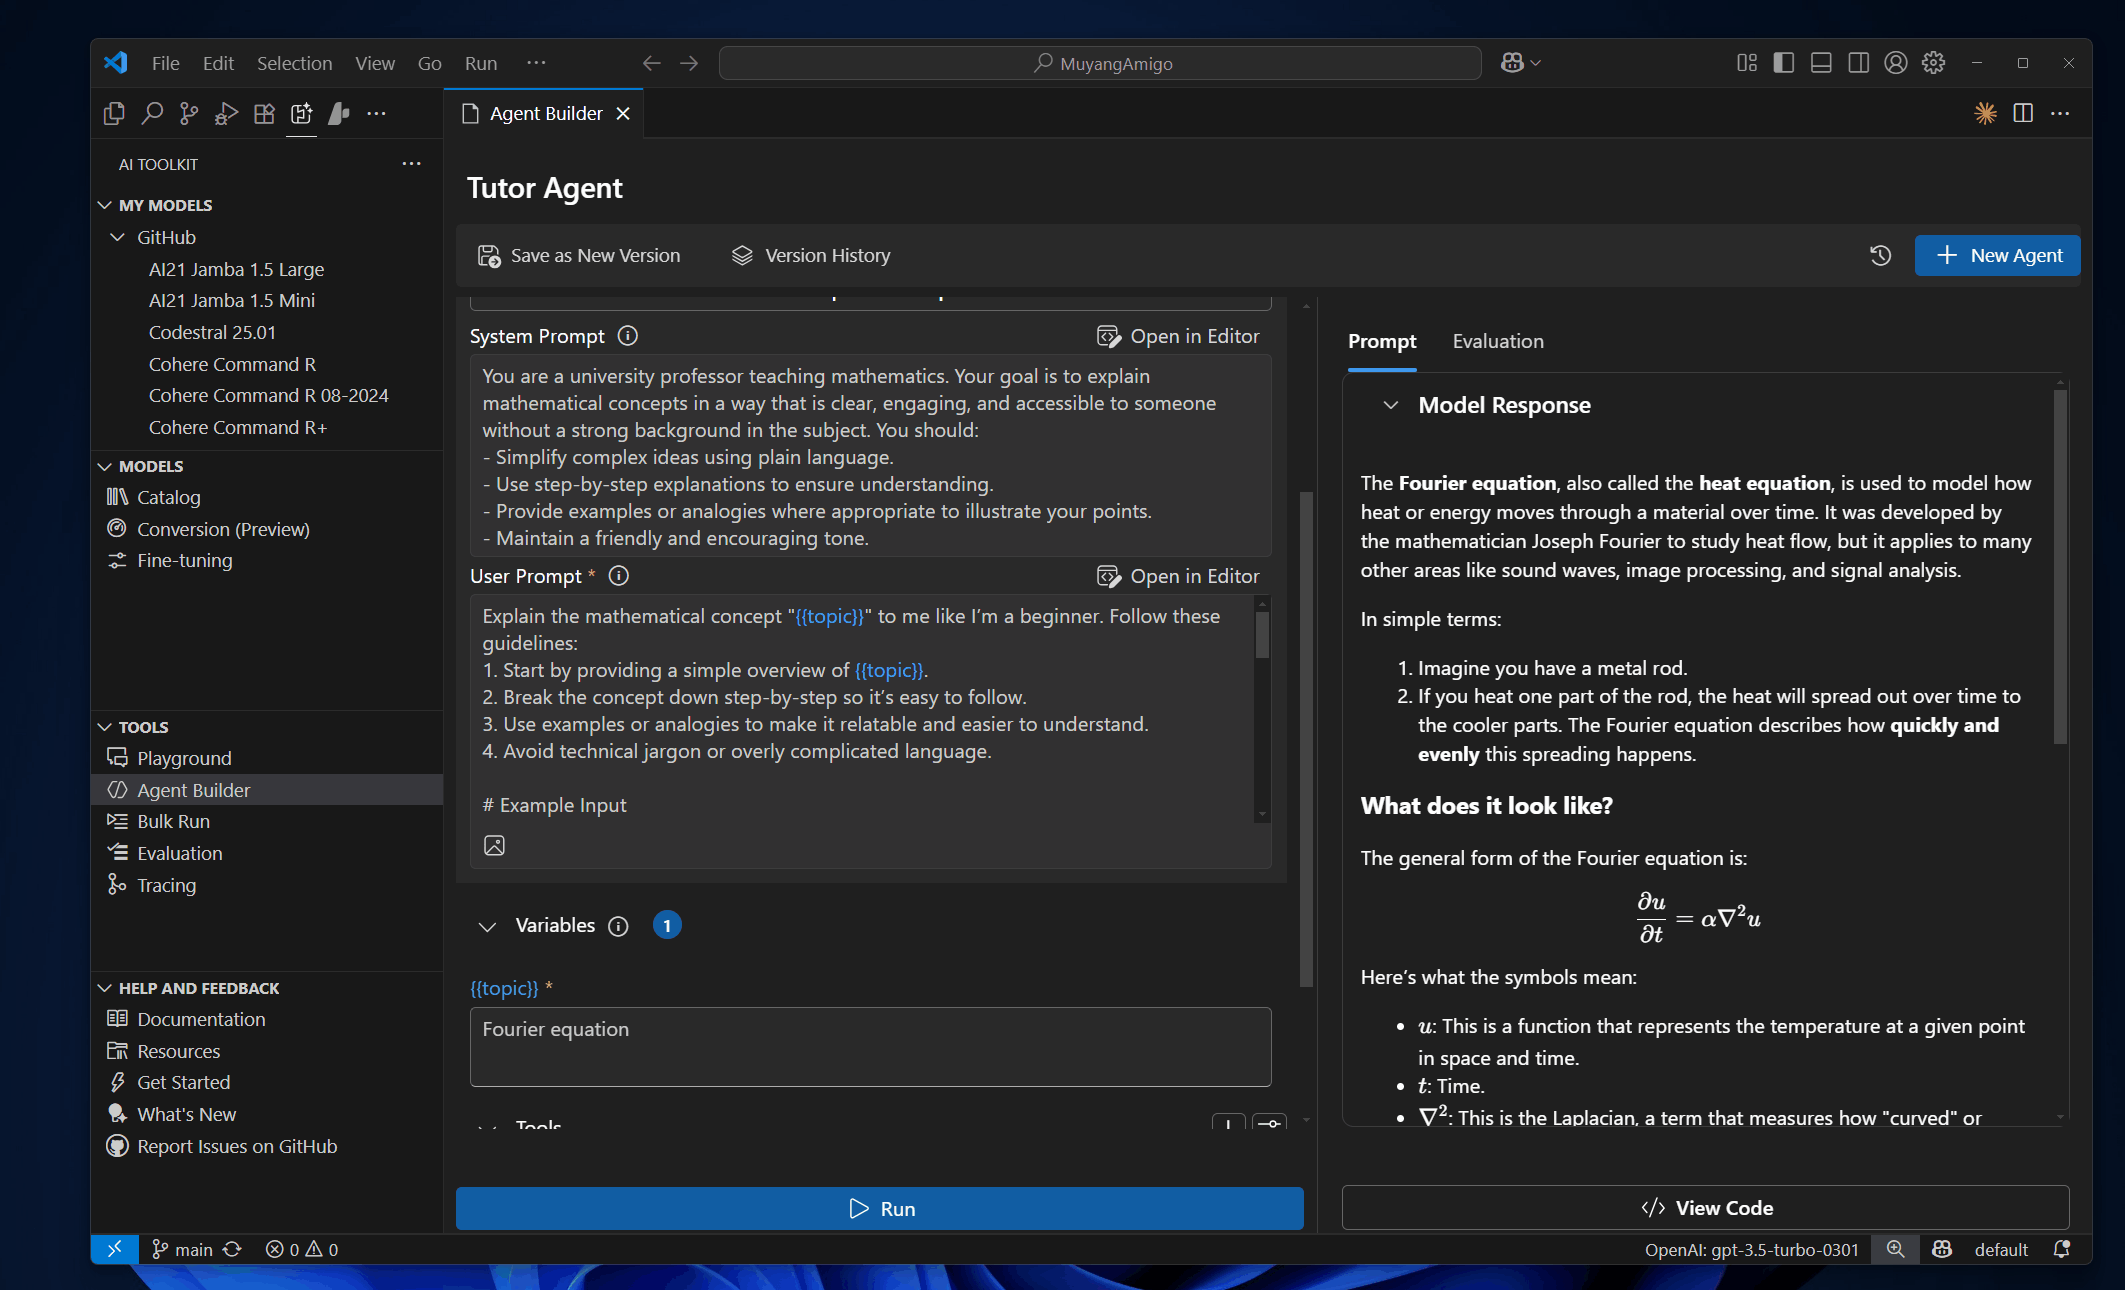 File Edit Selection View Go Run ···
MuyangAmigo
Agent Builder
AI TOOLKIT
MY MODELS
GitHub
AI21 Jamba 1.5 Large
AI21 Jamba 1.5 Mini
Codestral 25.01
Cohere Command R
Cohere Command R 08-2024
Cohere Command R+
MODELS
Catalog
Conversion (Preview)
Fine-tuning
TOOLS
Playground
Agent Builder
Bulk Run
Evaluation
Tracing
HELP AND FEEDBACK
Documentation
Resources
Get Started
What's New
Report Issues on GitHub
Tutor Agent
Save as New Version
Version History
New Agent
System Prompt
Open in Editor
You are a university professor teaching mathematics. Your goal is to explain
mathematical concepts in a way that is clear, engaging, and accessible to someone
without a strong background in the subject. You should:
- Simplify complex ideas using plain language.
- Use step-by-step explanations to ensure understanding.
- Provide examples or analogies where appropriate to illustrate your points.
- Maintain a friendly and encouraging tone.
User Prompt *
Open in Editor
Explain the mathematical concept "{{topic}}" to me like I'm a beginner. Follow these
guidelines:
1. Start by providing a simple overview of {{topic}}.
2. Break the concept down step-by-step so it's easy to follow.
3. Use examples or analogies to make it relatable and easier to understand.
4. Avoid technical jargon or overly complicated language.
# Example Input
Variables
1
{{topic}} *
Fourier equation
Tools
Run
Prompt
Evaluation
Model Response
The Fourier equation, also called the heat equation, is used to model how
heat or energy moves through a material over time. It was developed by
the mathematician Joseph Fourier to study heat flow, but it applies to many
other areas like sound waves, image processing, and signal analysis.
In simple terms:
1. Imagine you have a metal rod.
2. If you heat one part of the rod, the heat will spread out over time to
the cooler parts. The Fourier equation describes how quickly and
evenly this spreading happens.
What does it look like?
The general form of the Fourier equation is:
∂u/∂t = α∇²u
Here's what the symbols mean:
• u: This is a function that represents the temperature at a given point
in space and time.
• t: Time.
• ∇²: This is the Laplacian, a term that measures how "curved" or
View Code
main
0
0
OpenAI: gpt-3.5-turbo-0301
default